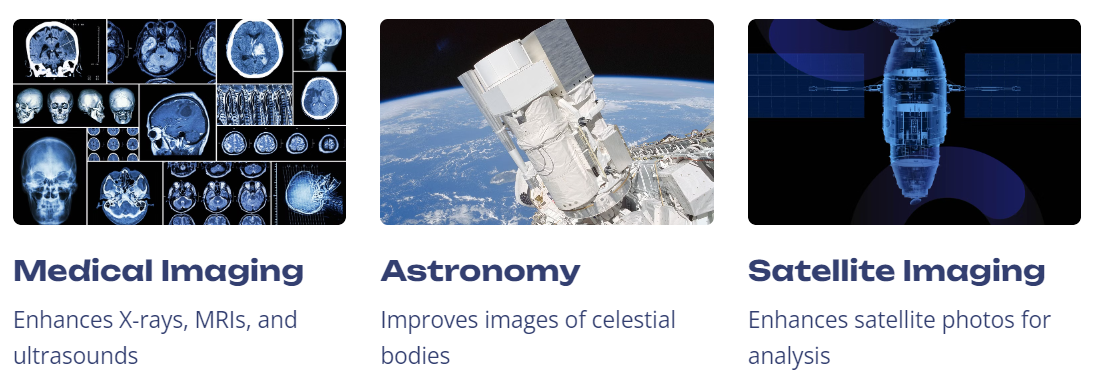 Medical Imaging
Enhances X-rays, MRIs, and
ultrasounds
Astronomy
Improves images of celestial
bodies
Satellite Imaging
Enhances satellite photos for
analysis